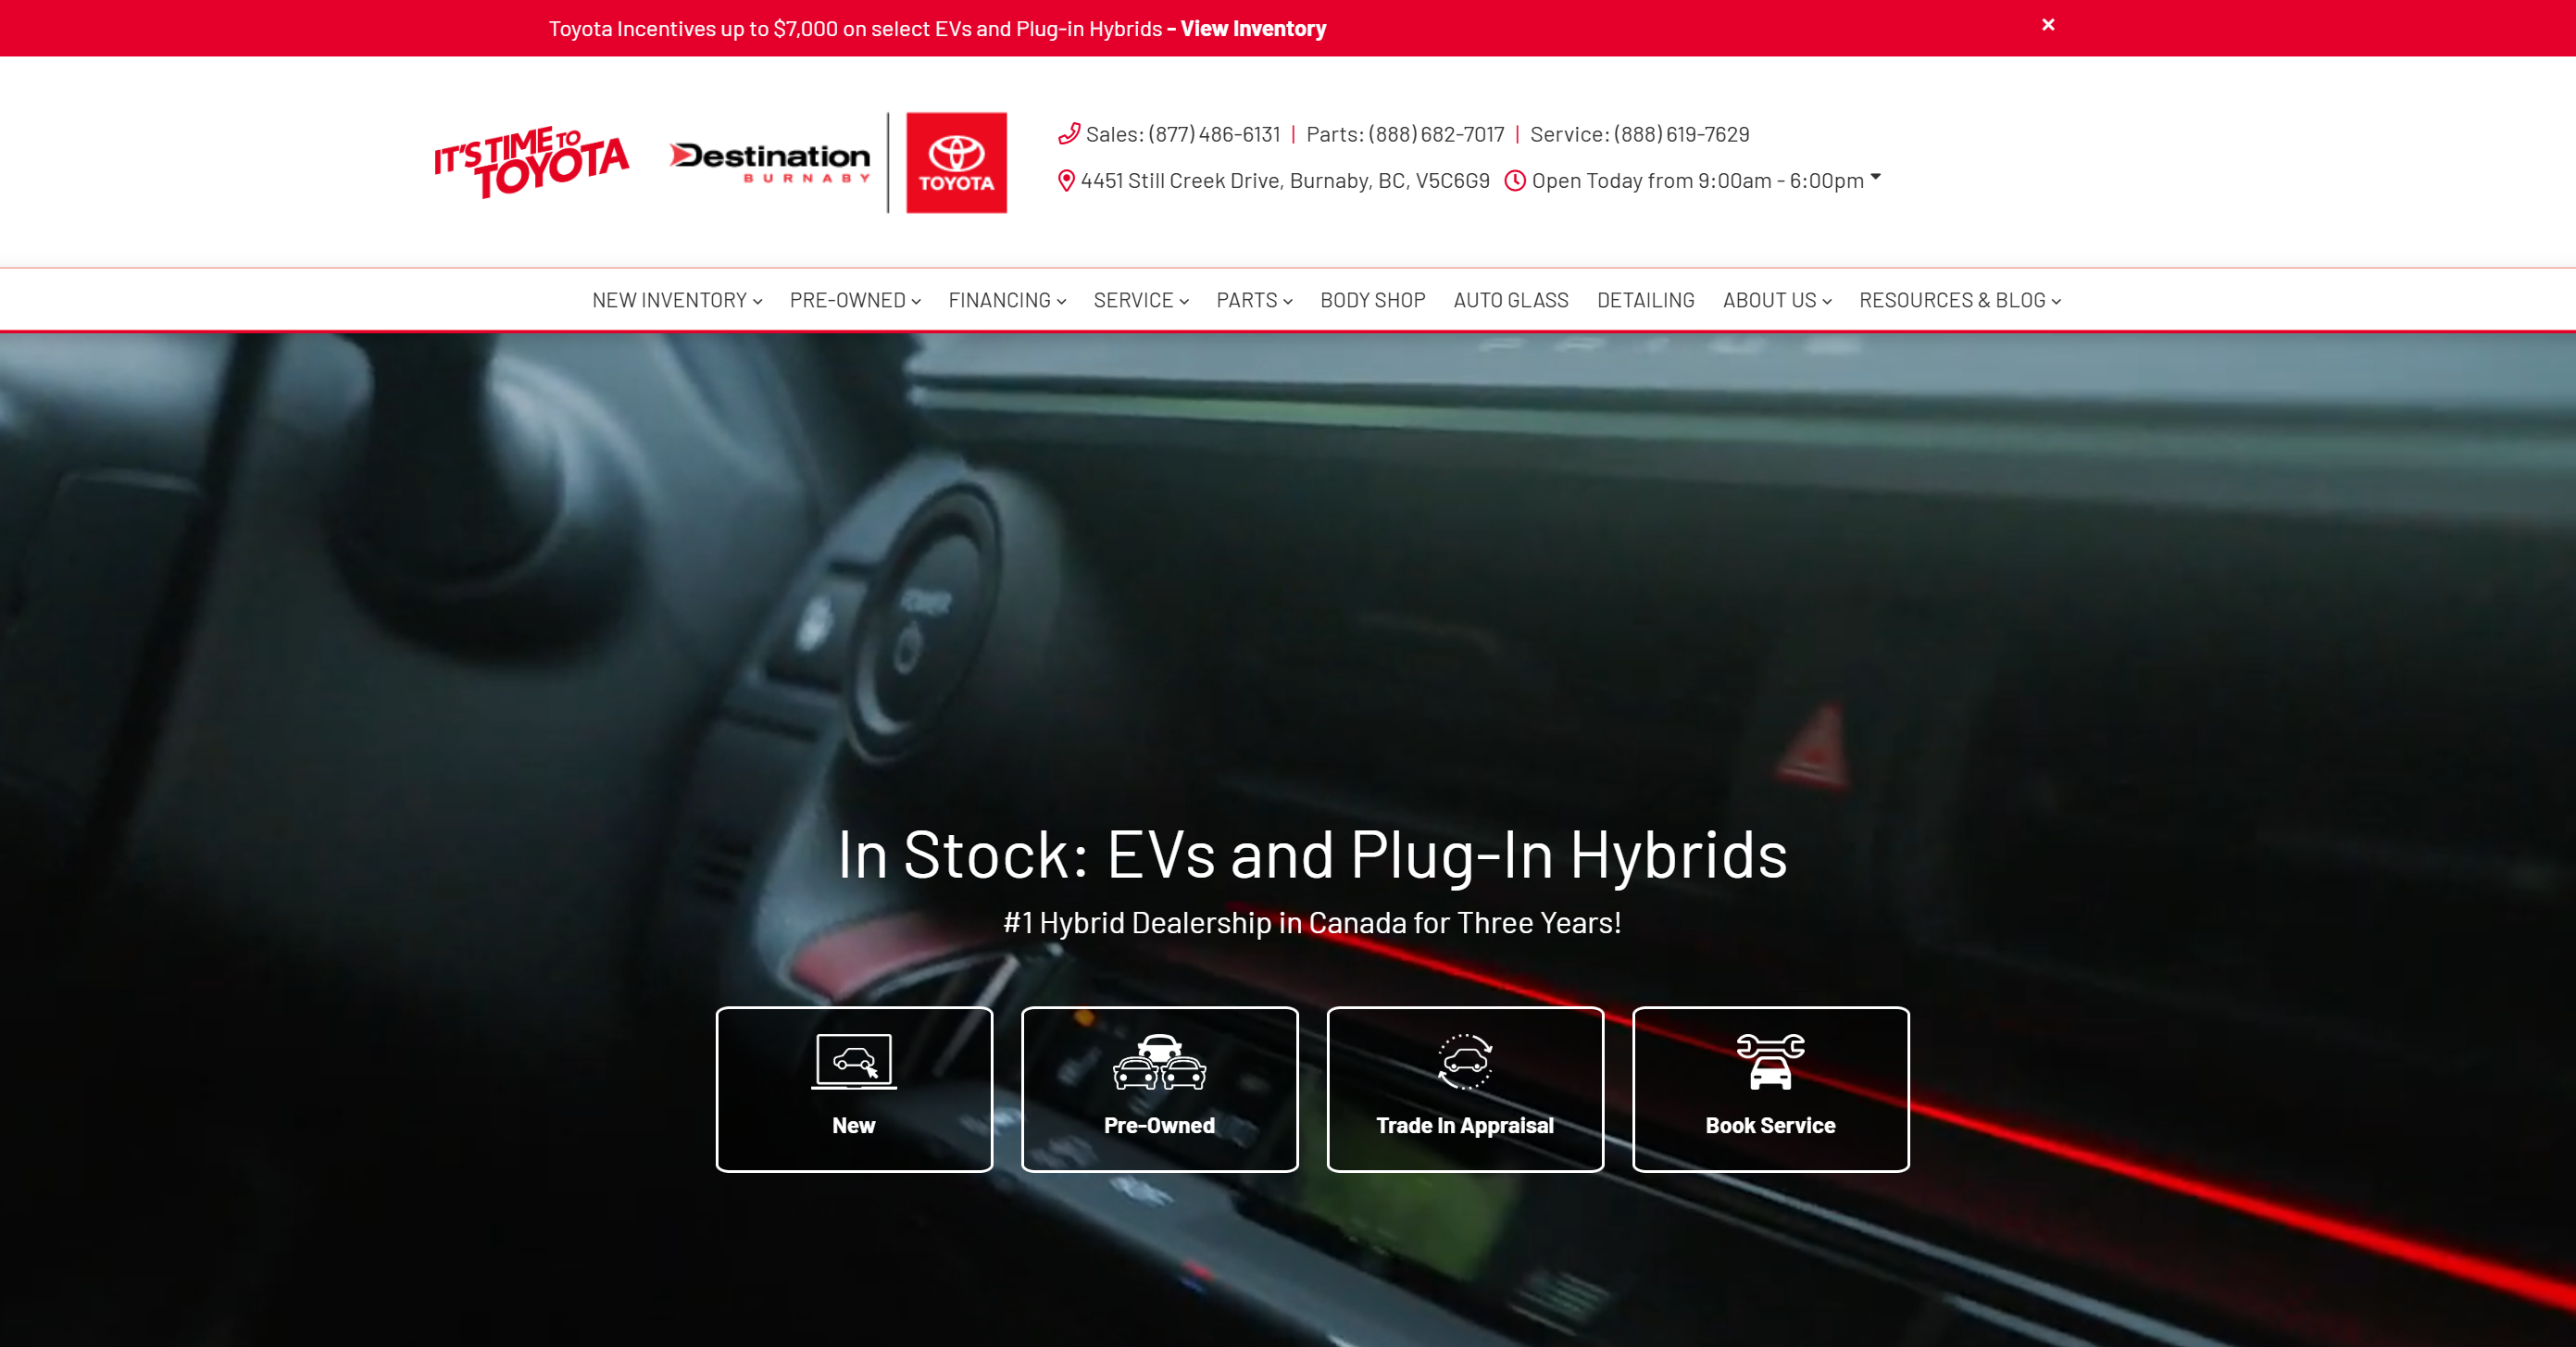 Toyota Incentives up to $7,000 on select EVs and Plug-in Hybrids - View Inventory
IT'S TIME TO
TOYOTA
Destination
BURNABY
TOYOTA
Sales: (877) 486-6131 | Parts: (888) 682-7017 | Service: (888) 619-7629
4451 Still Creek Drive, Burnaby, BC, V5C6G9 Open Today from 9:00am - 6:00pm
NEW INVENTORY PRE-OWNED FINANCING SERVICE PARTS BODY SHOP AUTO GLASS DETAILING ABOUT US RESOURCES & BLOG
PRIUS
POWER
In Stock: EVs and Plug-In Hybrids
#1 Hybrid Dealership in Canada for Three Years!
New
Pre-Owned
Trade In Appraisal
Book Service